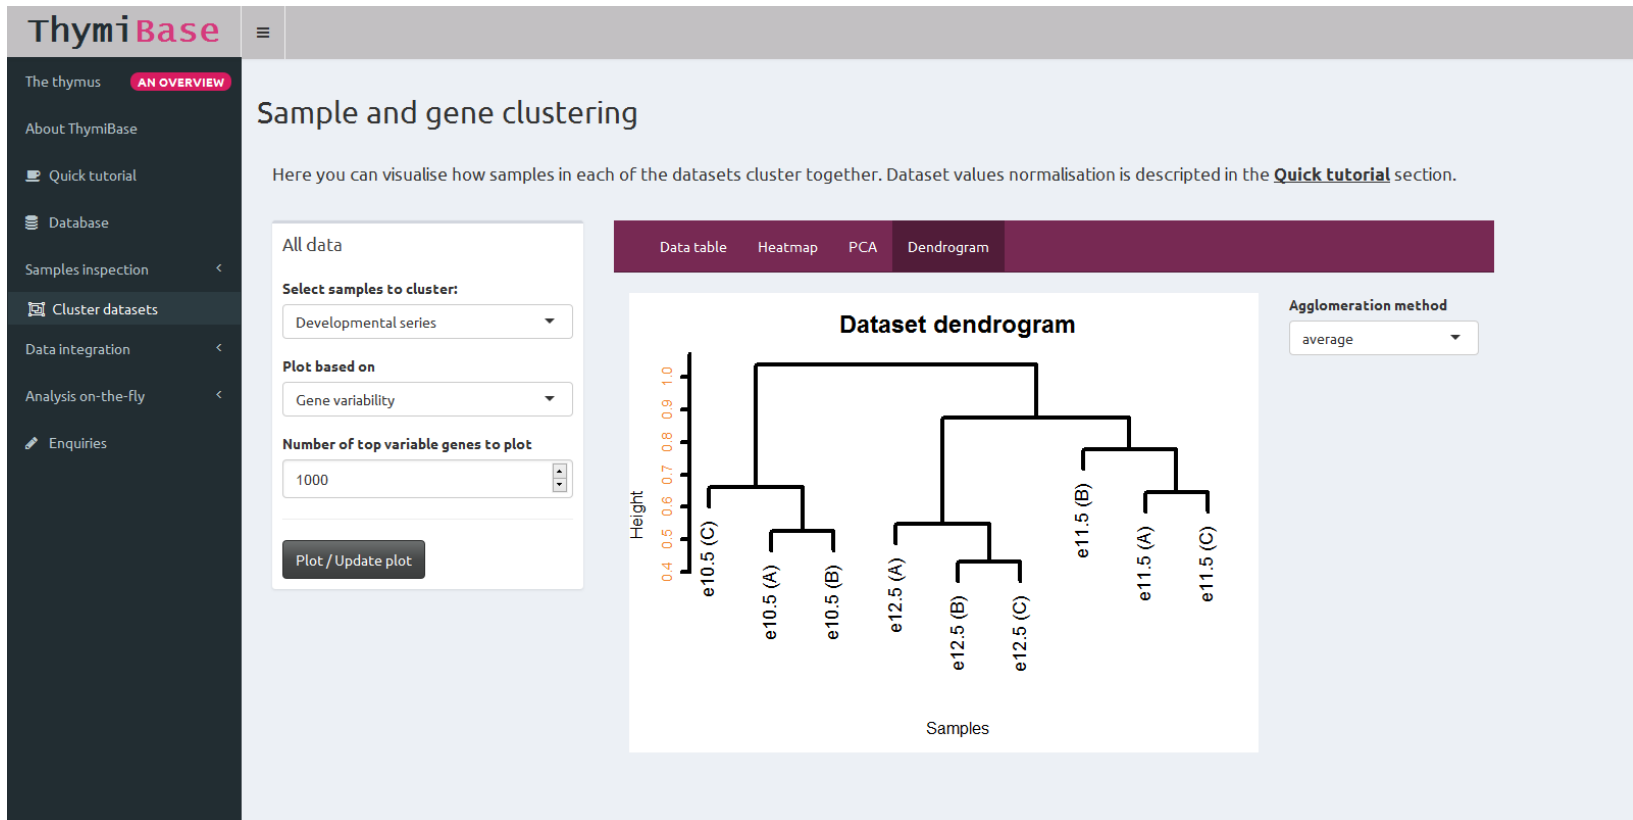 ThymiBase
The thymus AN OVERVIEW
About ThymiBase
Quick tutorial
Database
Samples inspection
Cluster datasets
Data integration
Analysis on-the-fly
Enquiries
Sample and gene clustering
Here you can visualise how samples in each of the datasets cluster together. Dataset values normalisation is descripted in the Quick tutorial section.
All data
Select samples to cluster:
Developmental series
Plot based on
Gene variability
Number of top variable genes to plot
1000
Plot / Update plot
Data table Heatmap PCA Dendrogram
Dataset dendrogram
Height
0.4 0.5 0.6 0.7 0.8 0.9 1.0
e10.5 (C)
e10.5 (A)
e10.5 (B)
e12.5 (A)
e12.5 (B)
e12.5 (C)
e11.5 (B)
e11.5 (A)
e11.5 (C)
Samples
Agglomeration method
average